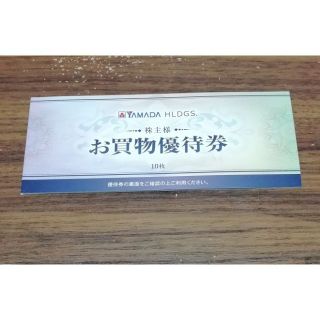 YAMADA HLDGS.
株主様
お買物優待券
10枚
優待券の裏面をご確認の上ご利用ください。